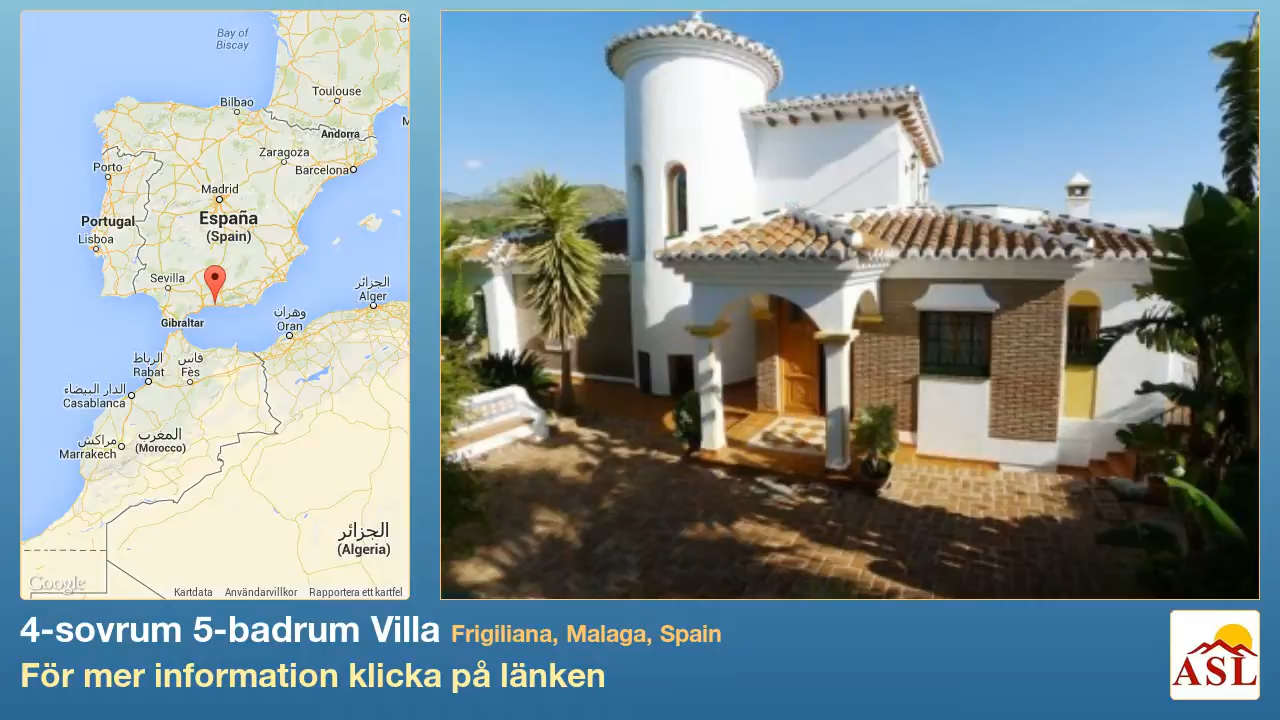 Bay of
Biscay
Toulouse
Bilbao
Andorra
Zaragoza
Barcelona
Porto
Madrid
España
(Spain)
Portugal
Lisboa
Sevilla
الجزائر
Alger
وهران
Oran
Gibraltar
الرباط
Rabat
فاس
Fès
الدار البيضاء
Casablanca
مراكش
Marrakech
المغرب
(Morocco)
الجزائر
(Algeria)
Google
Kartdata Användarvillkor Rapportera ett kartfel
4-sovrum 5-badrum Villa Frigiliana, Malaga, Spain
För mer information klicka på länken
ASL